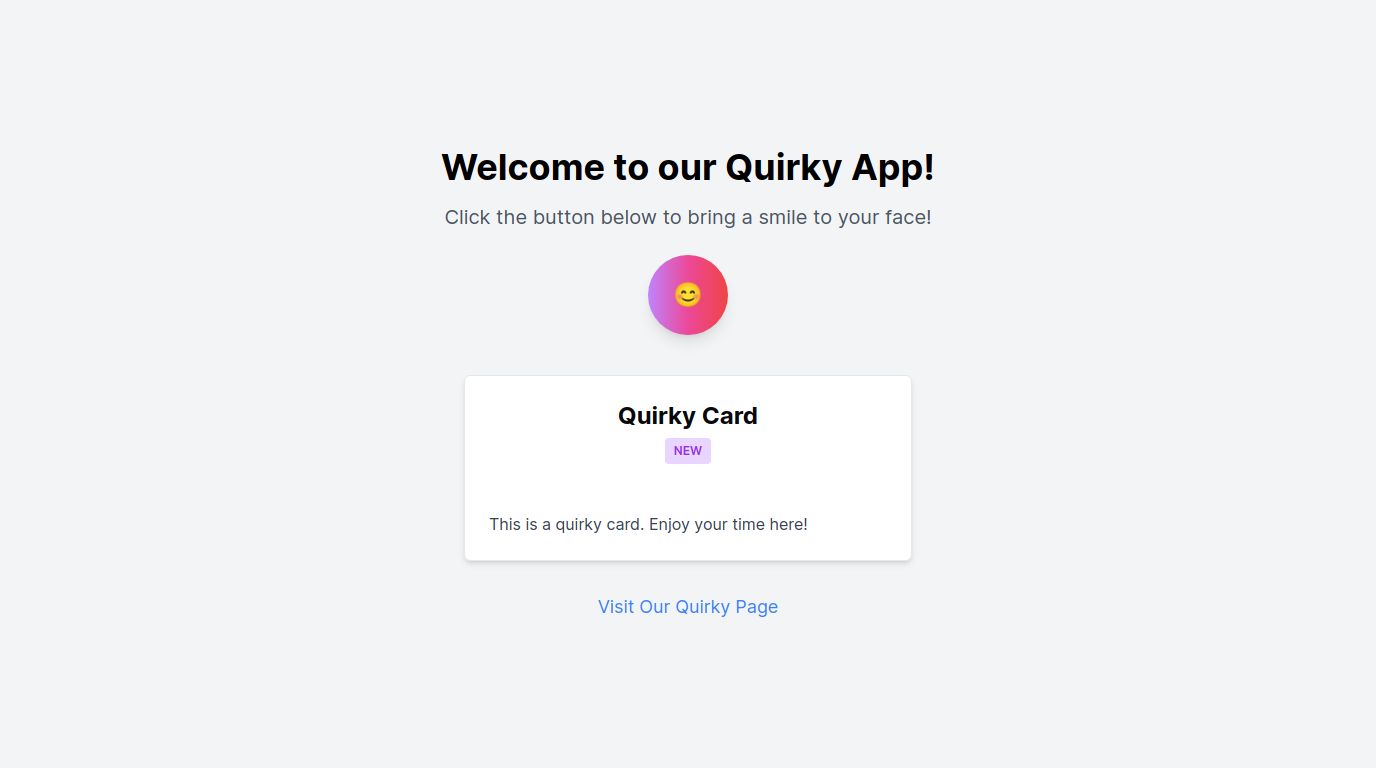 Welcome to our Quirky App!
Click the button below to bring a smile to your face!
😊
Quirky Card
NEW
This is a quirky card. Enjoy your time here!
Visit Our Quirky Page